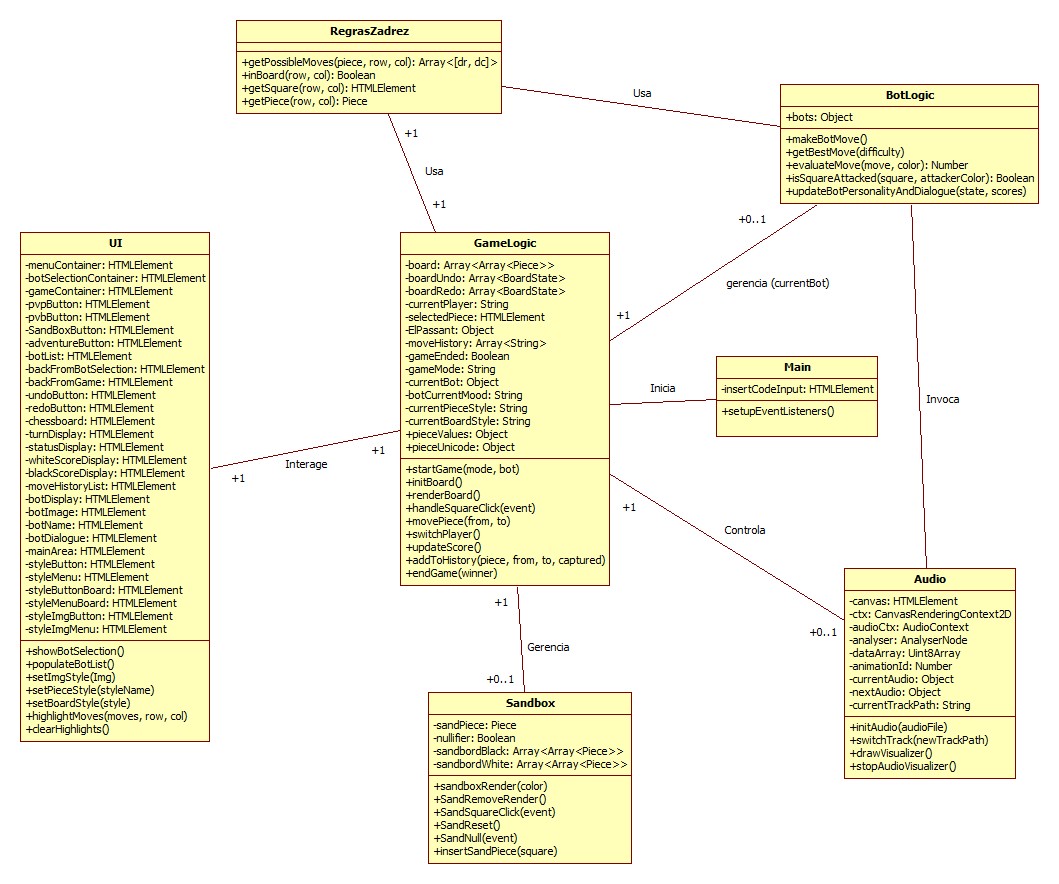 RegrasZadrez
+getPossibleMoves(piece, row, col): Array<[dr, dc]>
+inBoard(row, col): Boolean
+getSquare(row, col): HTMLElement
+getPiece(row, col): Piece
Usa
BotLogic
+bots: Object
+makeBotMove()
+getBestMove(difficulty)
+evaluateMove(move, color): Number
+isSquareAttacked(square, attackerColor): Boolean
+updateBotPersonalityAndDialogue(state, scores)
+1
Usa
+1
+0..1
gerencia (currentBot)
+1
UI
-menuContainer: HTMLElement
-botSelectionContainer: HTMLElement
-gameContainer: HTMLElement
-pvpButton: HTMLElement
-pvbButton: HTMLElement
-SandBoxButton: HTMLElement
-adventureButton: HTMLElement
-botList: HTMLElement
-backFromBotSelection: HTMLElement
-backFromGame: HTMLElement
-undoButton: HTMLElement
-redoButton: HTMLElement
-chessboard: HTMLElement
-turnDisplay: HTMLElement
-statusDisplay: HTMLElement
-whiteScoreDisplay: HTMLElement
-blackScoreDisplay: HTMLElement
-moveHistoryList: HTMLElement
-botDisplay: HTMLElement
-botImage: HTMLElement
-botName: HTMLElement
-botDialogue: HTMLElement
-mainArea: HTMLElement
-styleButton: HTMLElement
-styleMenu: HTMLElement
-styleButtonBoard: HTMLElement
-styleMenuBoard: HTMLElement
-styleImgButton: HTMLElement
-styleImgMenu: HTMLElement
+showBotSelection()
+populateBotList()
+setImgStyle(Img)
+setPieceStyle(styleName)
+setBoardStyle(style)
+highlightMoves(moves, row, col)
+clearHighlights()
+1
Interage
+1
GameLogic
-board: Array<Array<Piece>>
-boardUndo: Array<BoardState>
-boardRedo: Array<BoardState>
-currentPlayer: String
-selectedPiece: HTMLElement
-ElPassant: Object
-moveHistory: Array<String>
-gameEnded: Boolean
-gameMode: String
-currentBot: Object
-botCurrentMood: String
-currentPieceStyle: String
-currentBoardStyle: String
+pieceValues: Object
+pieceUnicode: Object
+startGame(mode, bot)
+initBoard()
+renderBoard()
+handleSquareClick(event)
+movePiece(from, to)
+switchPlayer()
+updateScore()
+addToHistory(piece, from, to, captured)
+endGame(winner)
Inicia
Main
-insertCodeInput: HTMLElement
+setupEventListeners()
Invoca
+1
Controla
+0..1
+1
Gerencia
+0..1
Audio
-canvas: HTMLElement
-ctx: CanvasRenderingContext2D
-audioCtx: AudioContext
-analyser: AnalyserNode
-dataArray: Uint8Array
-animationId: Number
-currentAudio: Object
-nextAudio: Object
-currentTrackPath: String
+initAudio(audioFile)
+switchTrack(newTrackPath)
+drawVisualizer()
+stopAudioVisualizer()
Sandbox
-sandPiece: Piece
-nullifier: Boolean
-sandbordBlack: Array<Array<Piece>>
-sandbordWhite: Array<Array<Piece>>
+sandboxRender(color)
+SandRemoveRender()
+SandSquareClick(event)
+SandReset()
+SandNull(event)
+insertSandPiece(square)